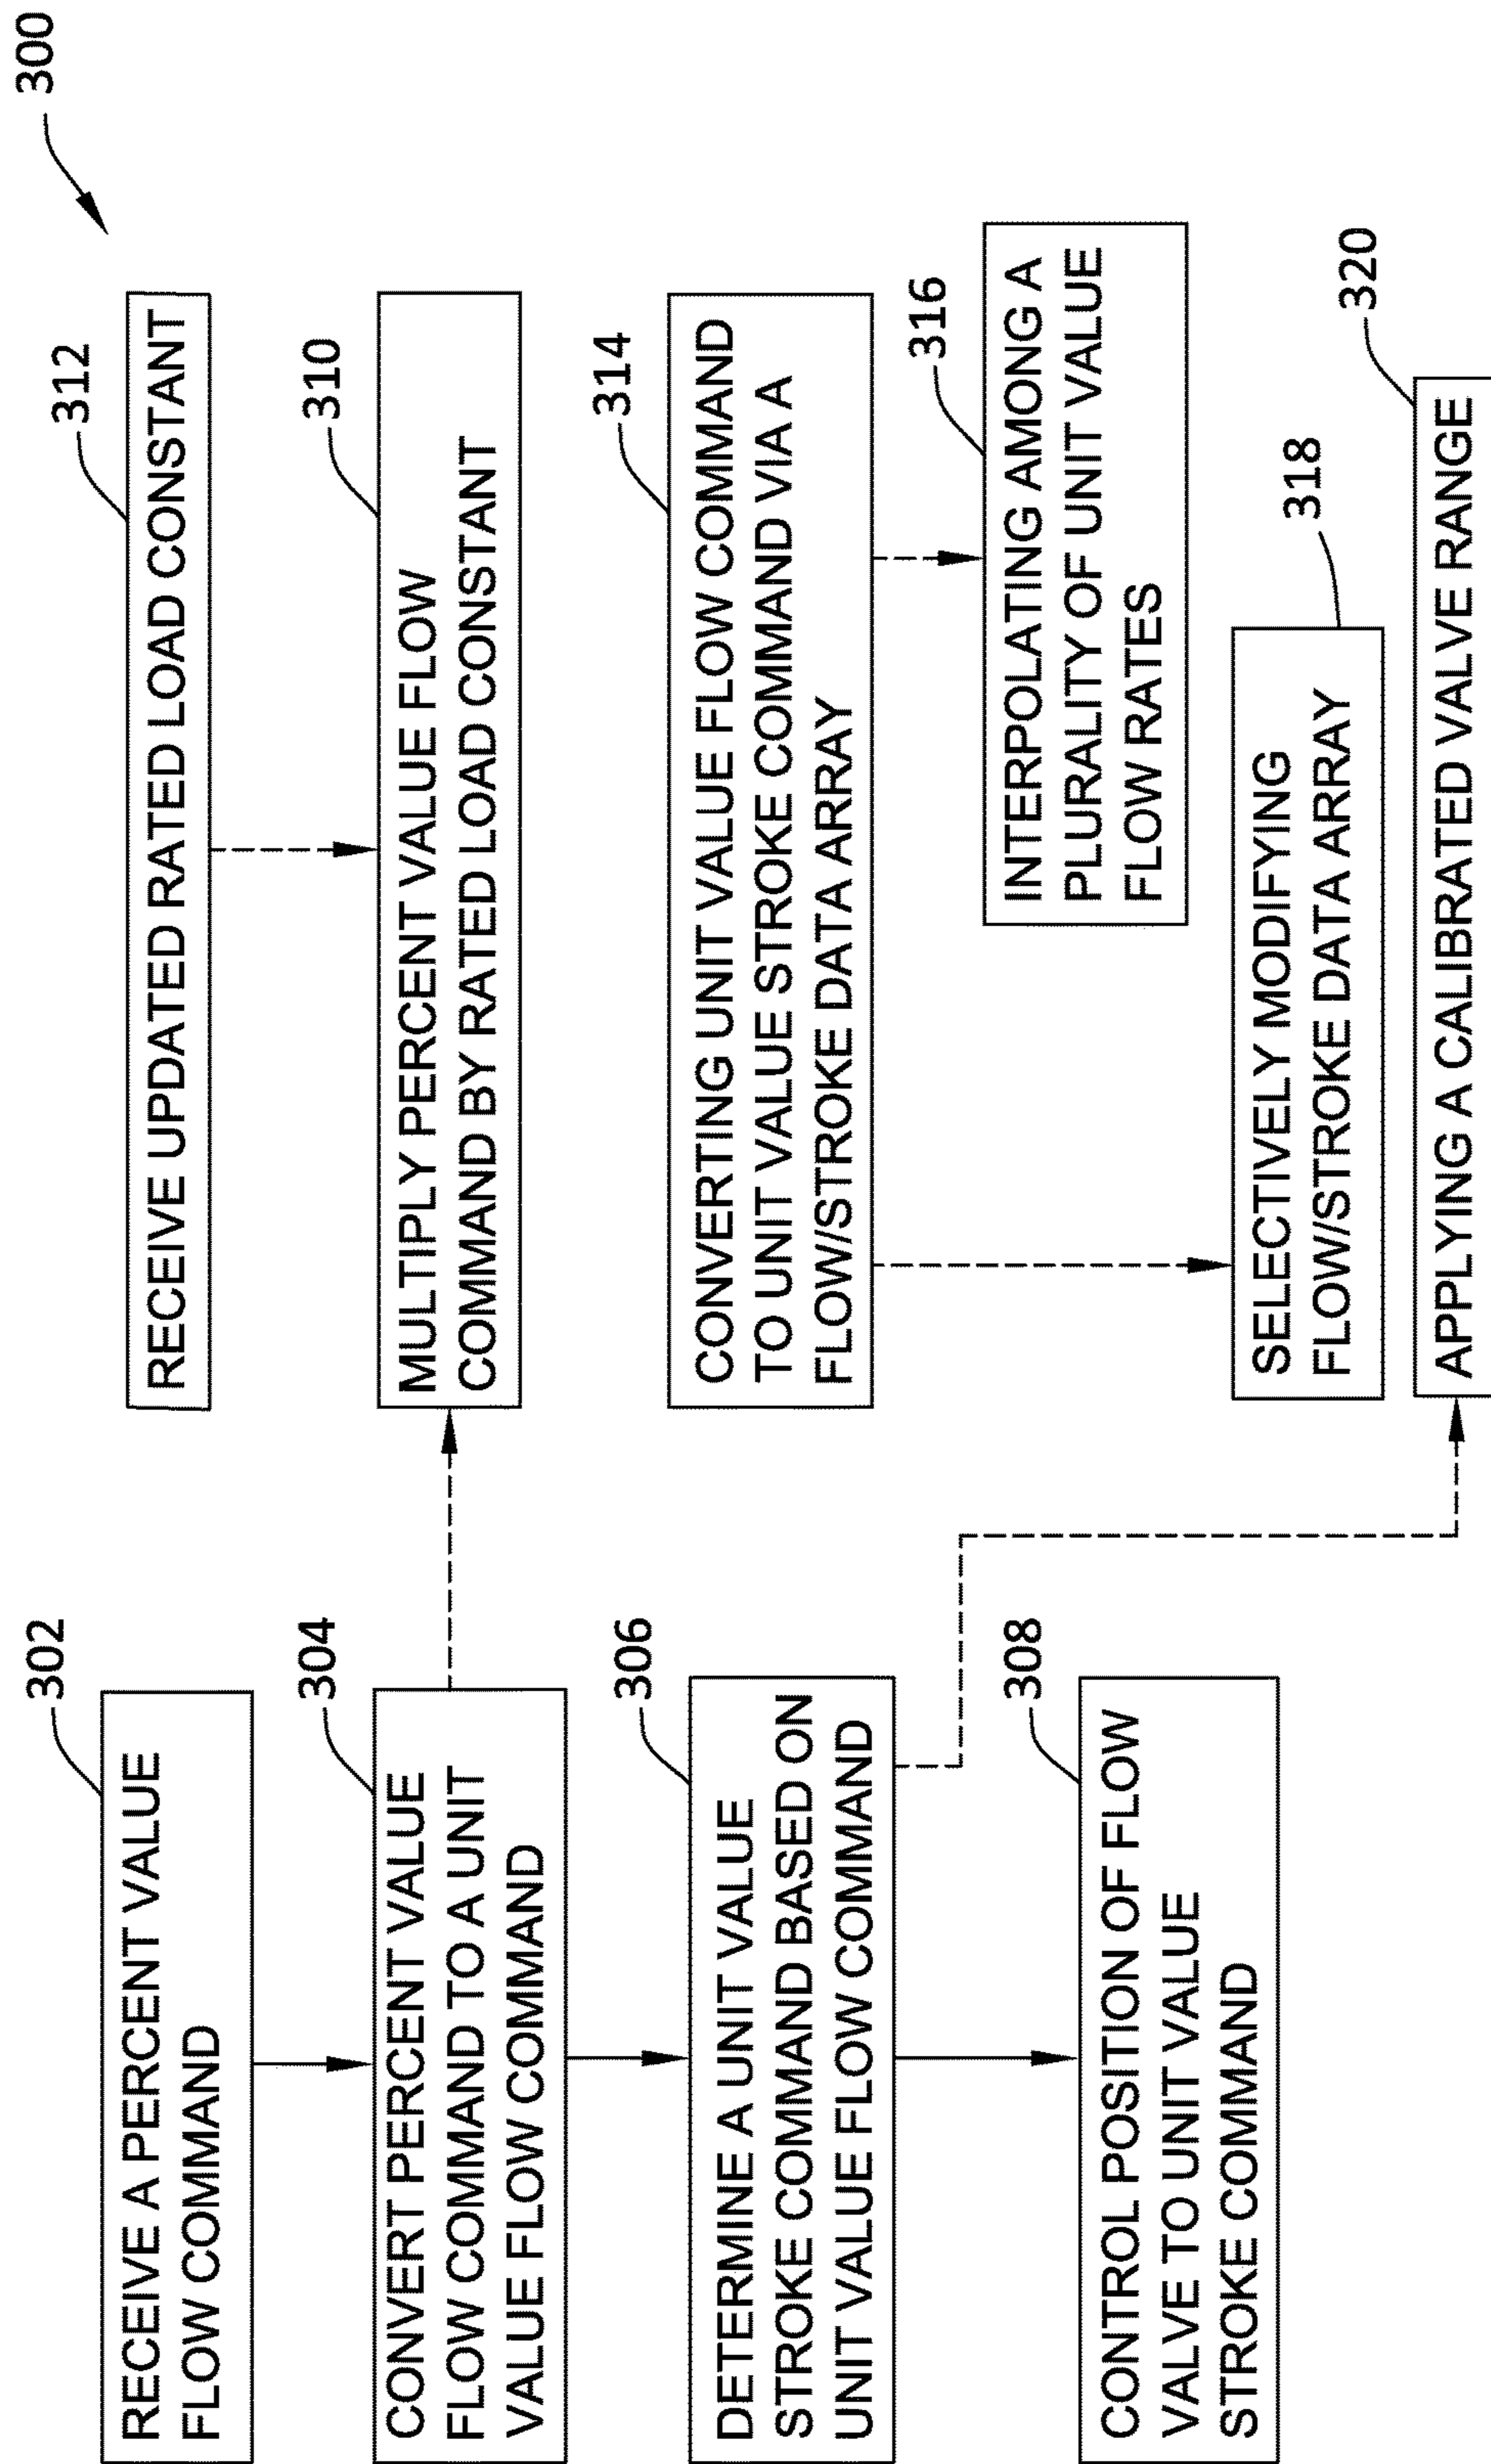 300
302
RECEIVE A PERCENT VALUE
FLOW COMMAND
304
CONVERT PERCENT VALUE
FLOW COMMAND TO A UNIT
VALUE FLOW COMMAND
306
DETERMINE A UNIT VALUE
STROKE COMMAND BASED ON
UNIT VALUE FLOW COMMAND
308
CONTROL POSITION OF FLOW
VALVE TO UNIT VALUE
STROKE COMMAND
312
RECEIVE UPDATED RATED LOAD CONSTANT
310
MULTIPLY PERCENT VALUE FLOW
COMMAND BY RATED LOAD CONSTANT
314
CONVERTING UNIT VALUE FLOW COMMAND
TO UNIT VALUE STROKE COMMAND VIA A
FLOW/STROKE DATA ARRAY
316
INTERPOLATING AMONG A
PLURALITY OF UNIT VALUE
FLOW RATES
318
SELECTIVELY MODIFYING
FLOW/STROKE DATA ARRAY
320
APPLYING A CALIBRATED VALVE RANGE